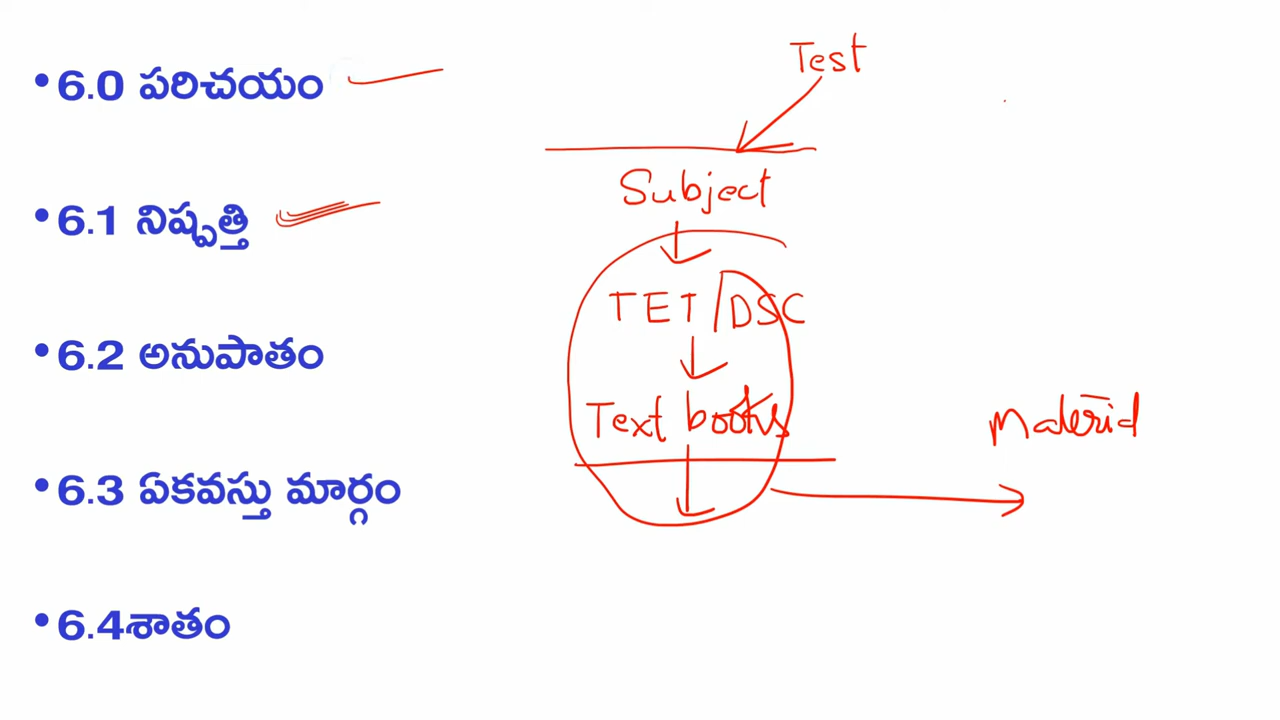 •6.0 పరిచయం
•6.1 నిష్పత్తి
•6.2 అనుపాతం
•6.3 ఏకవస్తు మార్గం
•6.4శాతం
Test
Subject
TET/DSC
Text books
Material